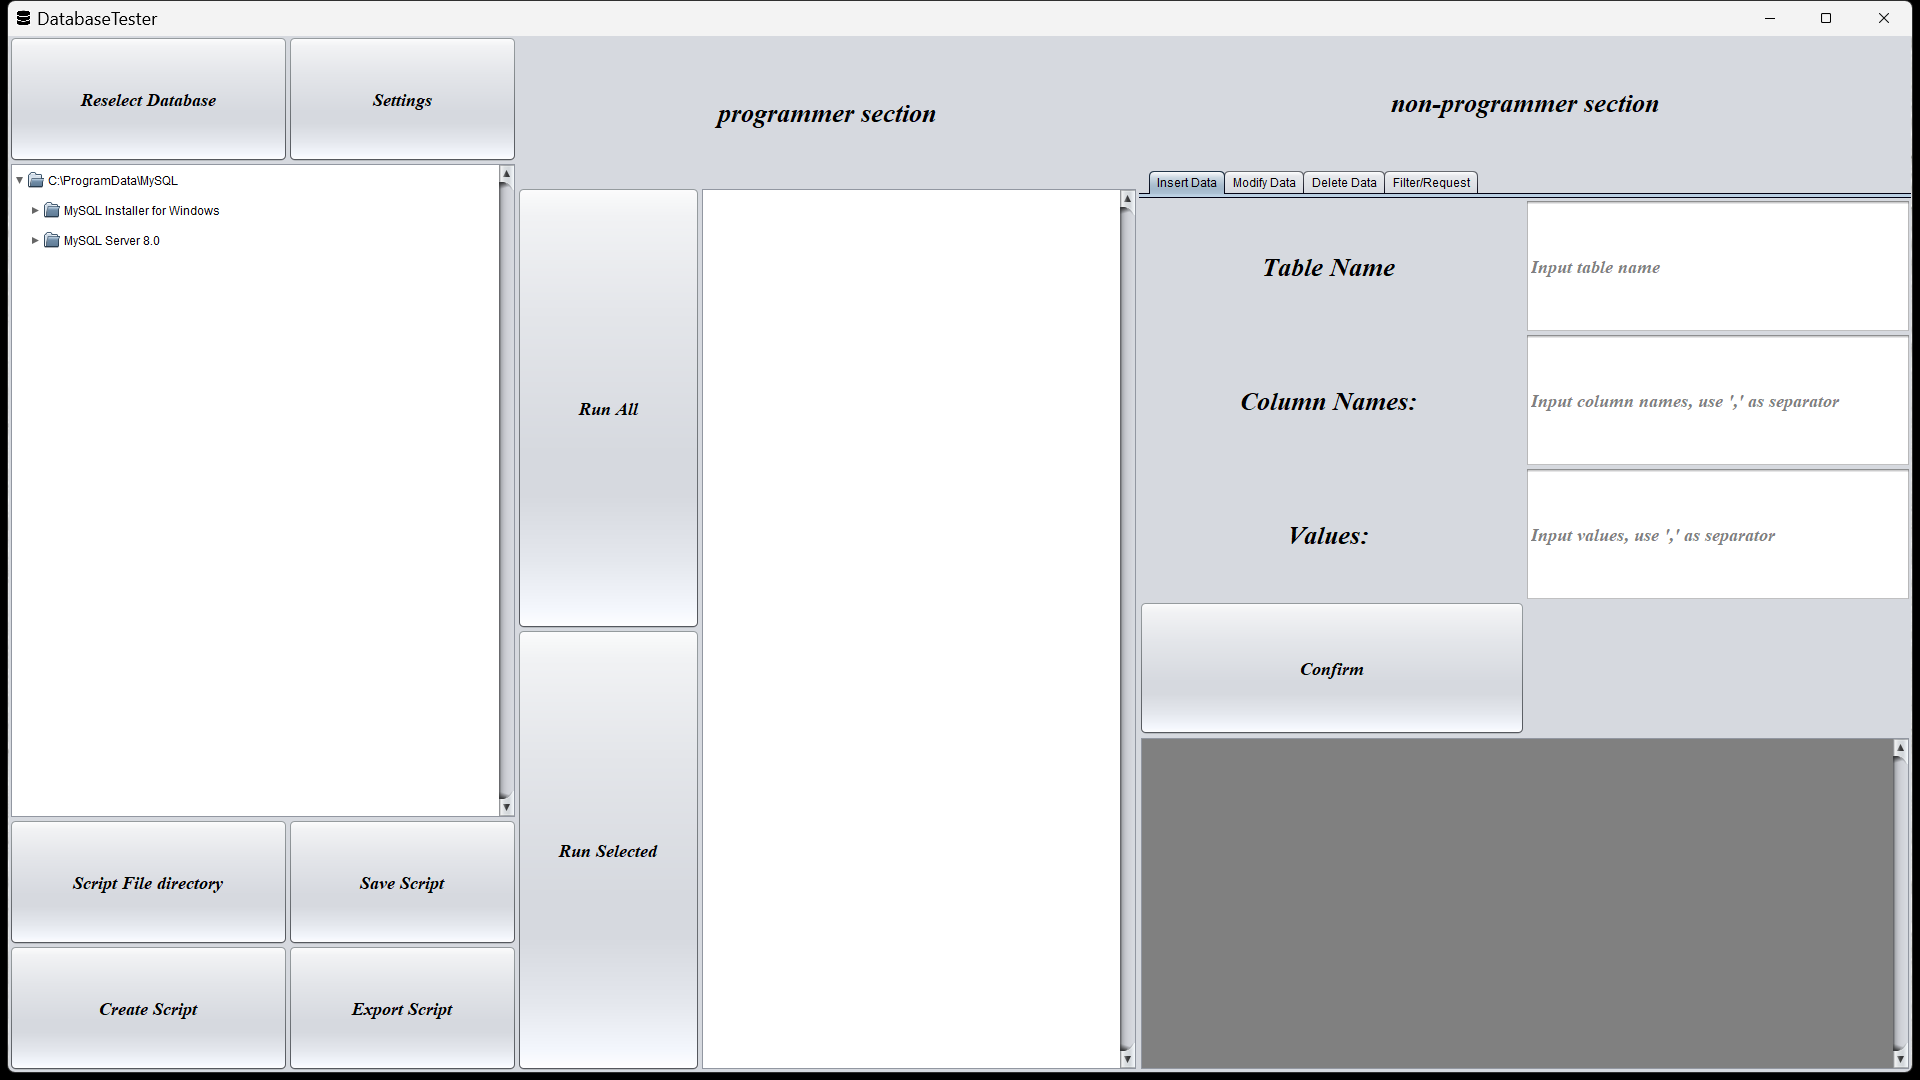 DatabaseTester
Reselect Database
Settings
C:\ProgramData\MySQL
MySQL Installer for Windows
MySQL Server 8.0
Script File directory
Save Script
Create Script
Export Script
programmer section
Run All
Run Selected
non-programmer section
Insert Data
Modify Data
Delete Data
Filter/Request
Table Name
Input table name
Column Names:
Input column names, use ',' as separator
Values:
Input values, use ',' as separator
Confirm